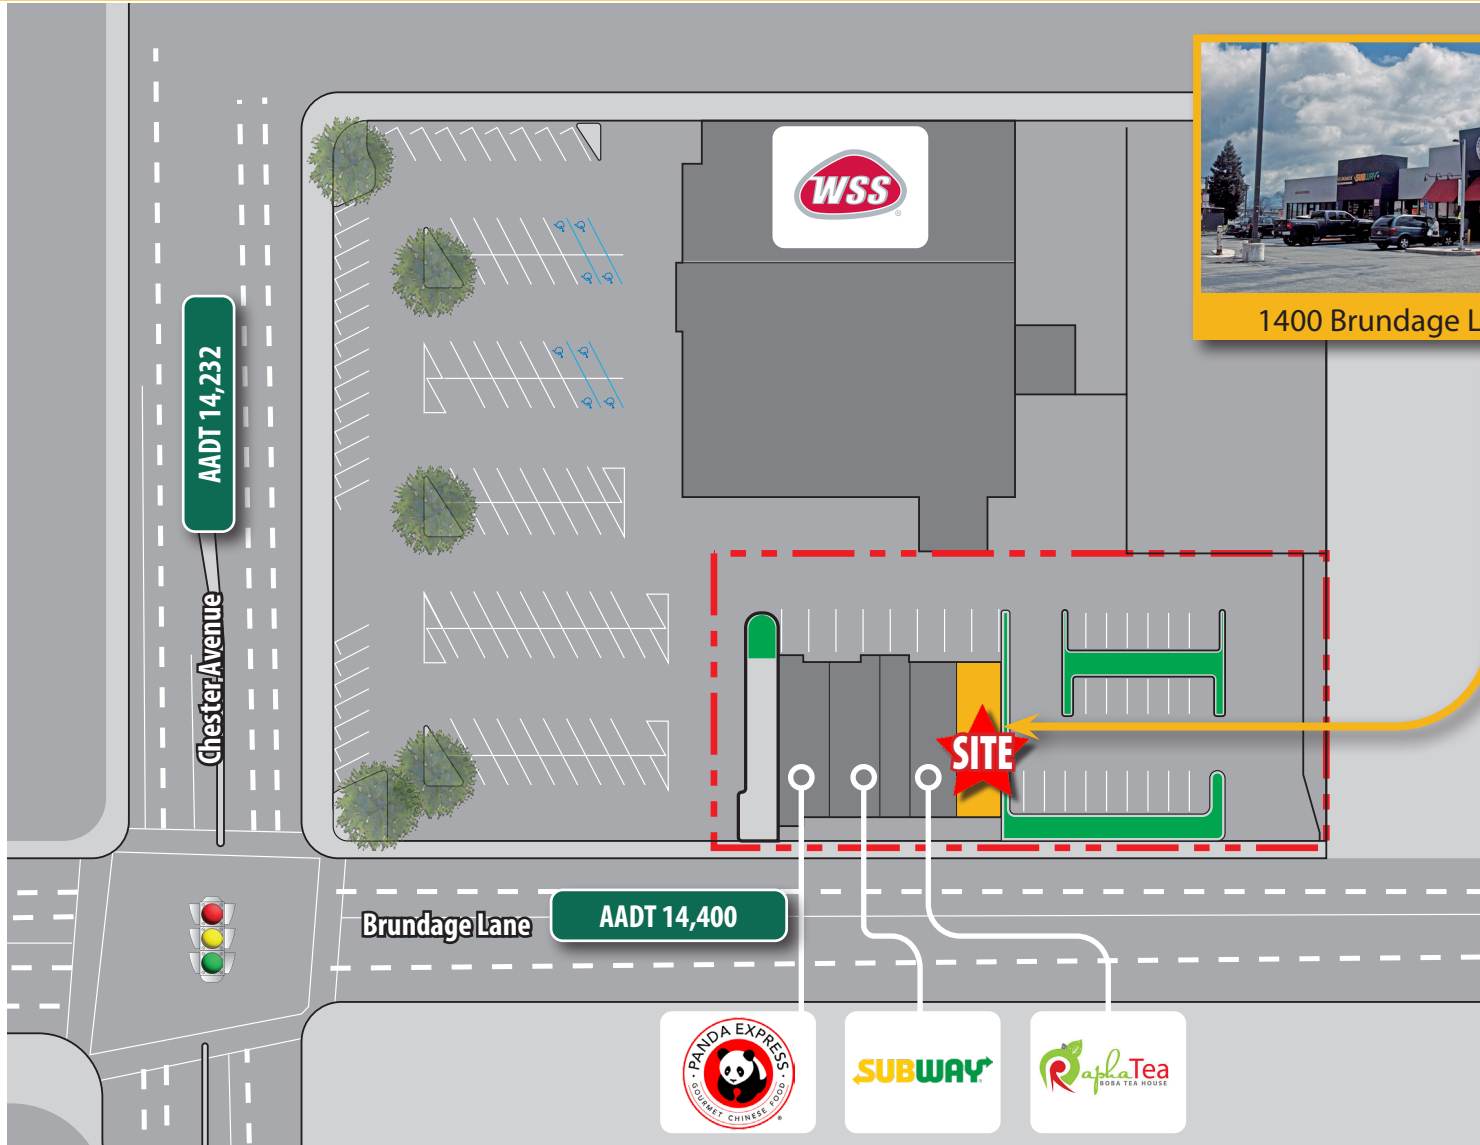 WSS
®
SUBWAY
1400 Brundage L
AADT 14,232
Chester Avenue
SITE
Brundage Lane
AADT 14,400
PANDA EXPRESS
GOURMET CHINESE FOOD
®
SUBWAY
RaphaTea
BOBA TEA HOUSE